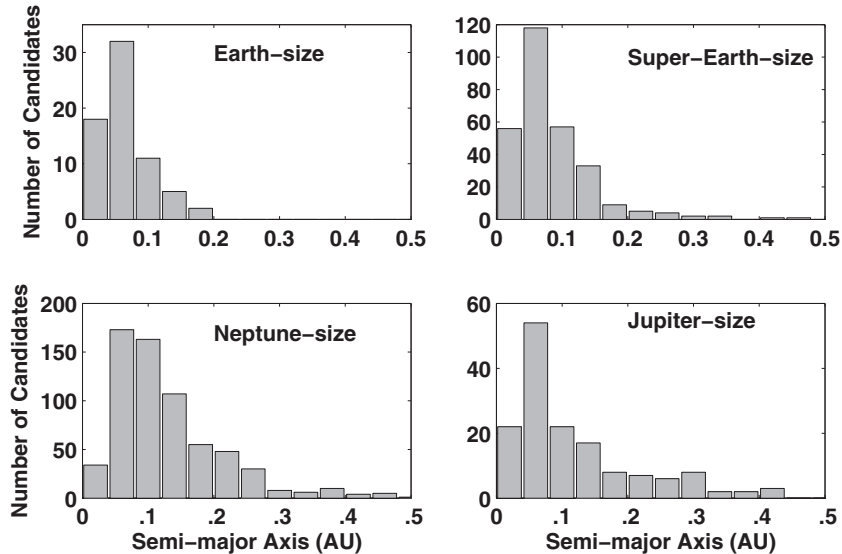 Number of Candidates
30
20
10
0
Earth−size
0 0.1 0.2 0.3 0.4 0.5
120
100
80
60
40
20
0
Super−Earth−size
0 0.1 0.2 0.3 0.4 0.5
Number of Candidates
200
150
100
50
0
Neptune−size
0 .1 .2 .3 .4 .5
Semi−major Axis (AU)
60
40
20
0
Jupiter−size
0 .1 .2 .3 .4 .5
Semi−major Axis (AU)